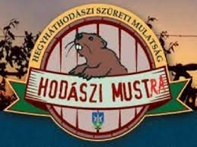 HEGYHÁTHODÁSZI SZÜRETI MULATSÁG
HODÁSZI MUSTRA